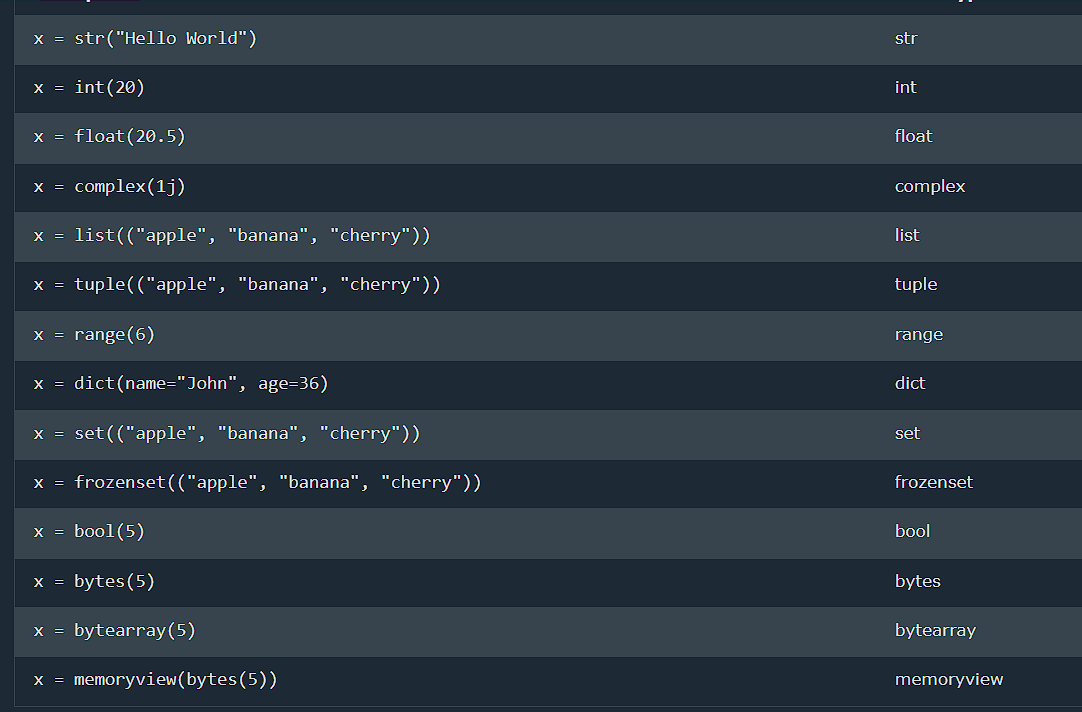 x = str("Hello World") str
x = int(20) int
x = float(20.5) float
x = complex(1j) complex
x = list(("apple", "banana", "cherry")) list
x = tuple(("apple", "banana", "cherry")) tuple
x = range(6) range
x = dict(name="John", age=36) dict
x = set(("apple", "banana", "cherry")) set
x = frozenset(("apple", "banana", "cherry")) frozenset
x = bool(5) bool
x = bytes(5) bytes
x = bytearray(5) bytearray
x = memoryview(bytes(5)) memoryview